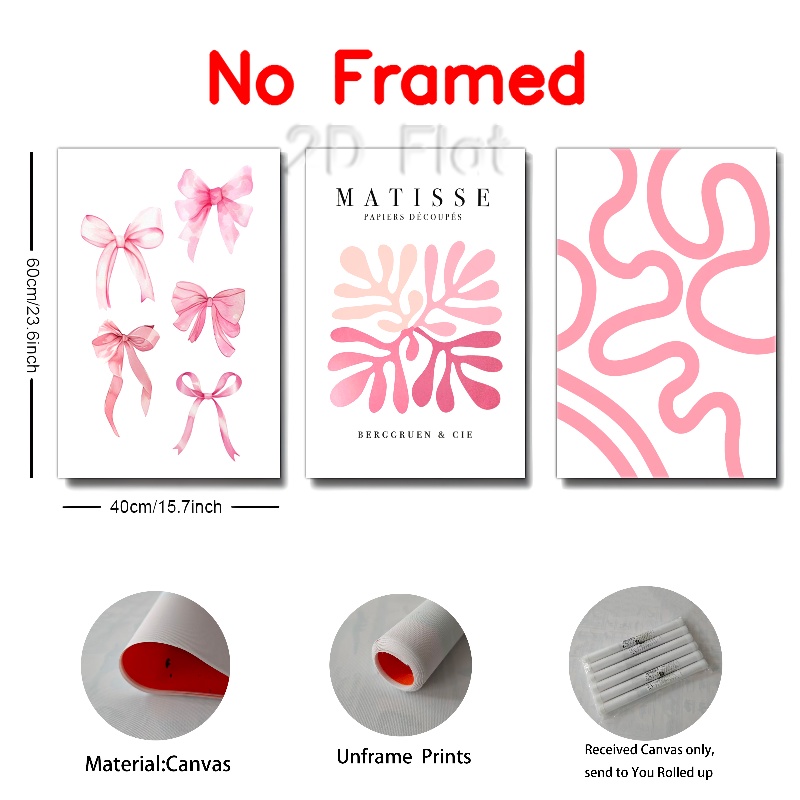 No Framed
2D Flat
MATISSE
PAPIERS DÉCOUPÉS
BERGGRUEN & CIE
60cm/23.6inch
40cm/15.7inch
Material:Canvas
Unframe Prints
Received Canvas only,
send to You Rolled up